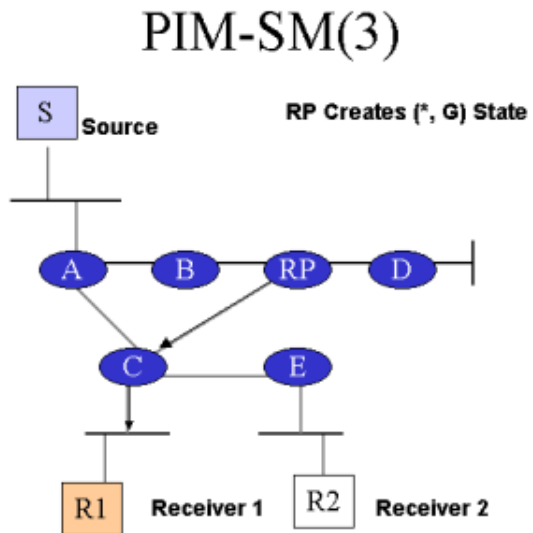 PIM-SM(3)
S
Source
RP Creates (*, G) State
A
B
RP
D
C
E
R1
Receiver 1
R2
Receiver 2